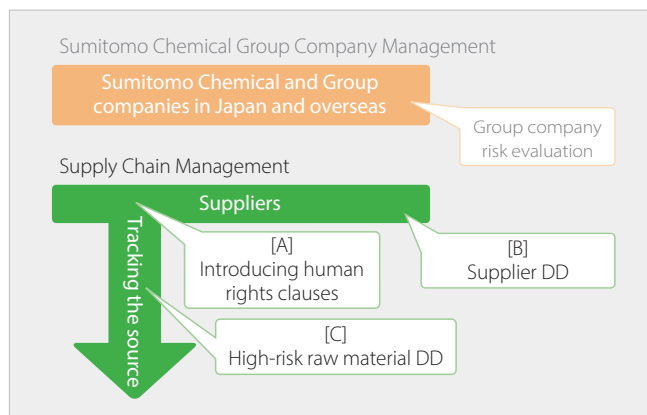 Sumitomo Chemical Group Company Management
Sumitomo Chemical and Group
companies in Japan and overseas
Group company
risk evaluation
Supply Chain Management
Suppliers
[A]
Introducing human
rights clauses
[B]
Supplier DD
Tracking the source
[C]
High-risk raw material DD